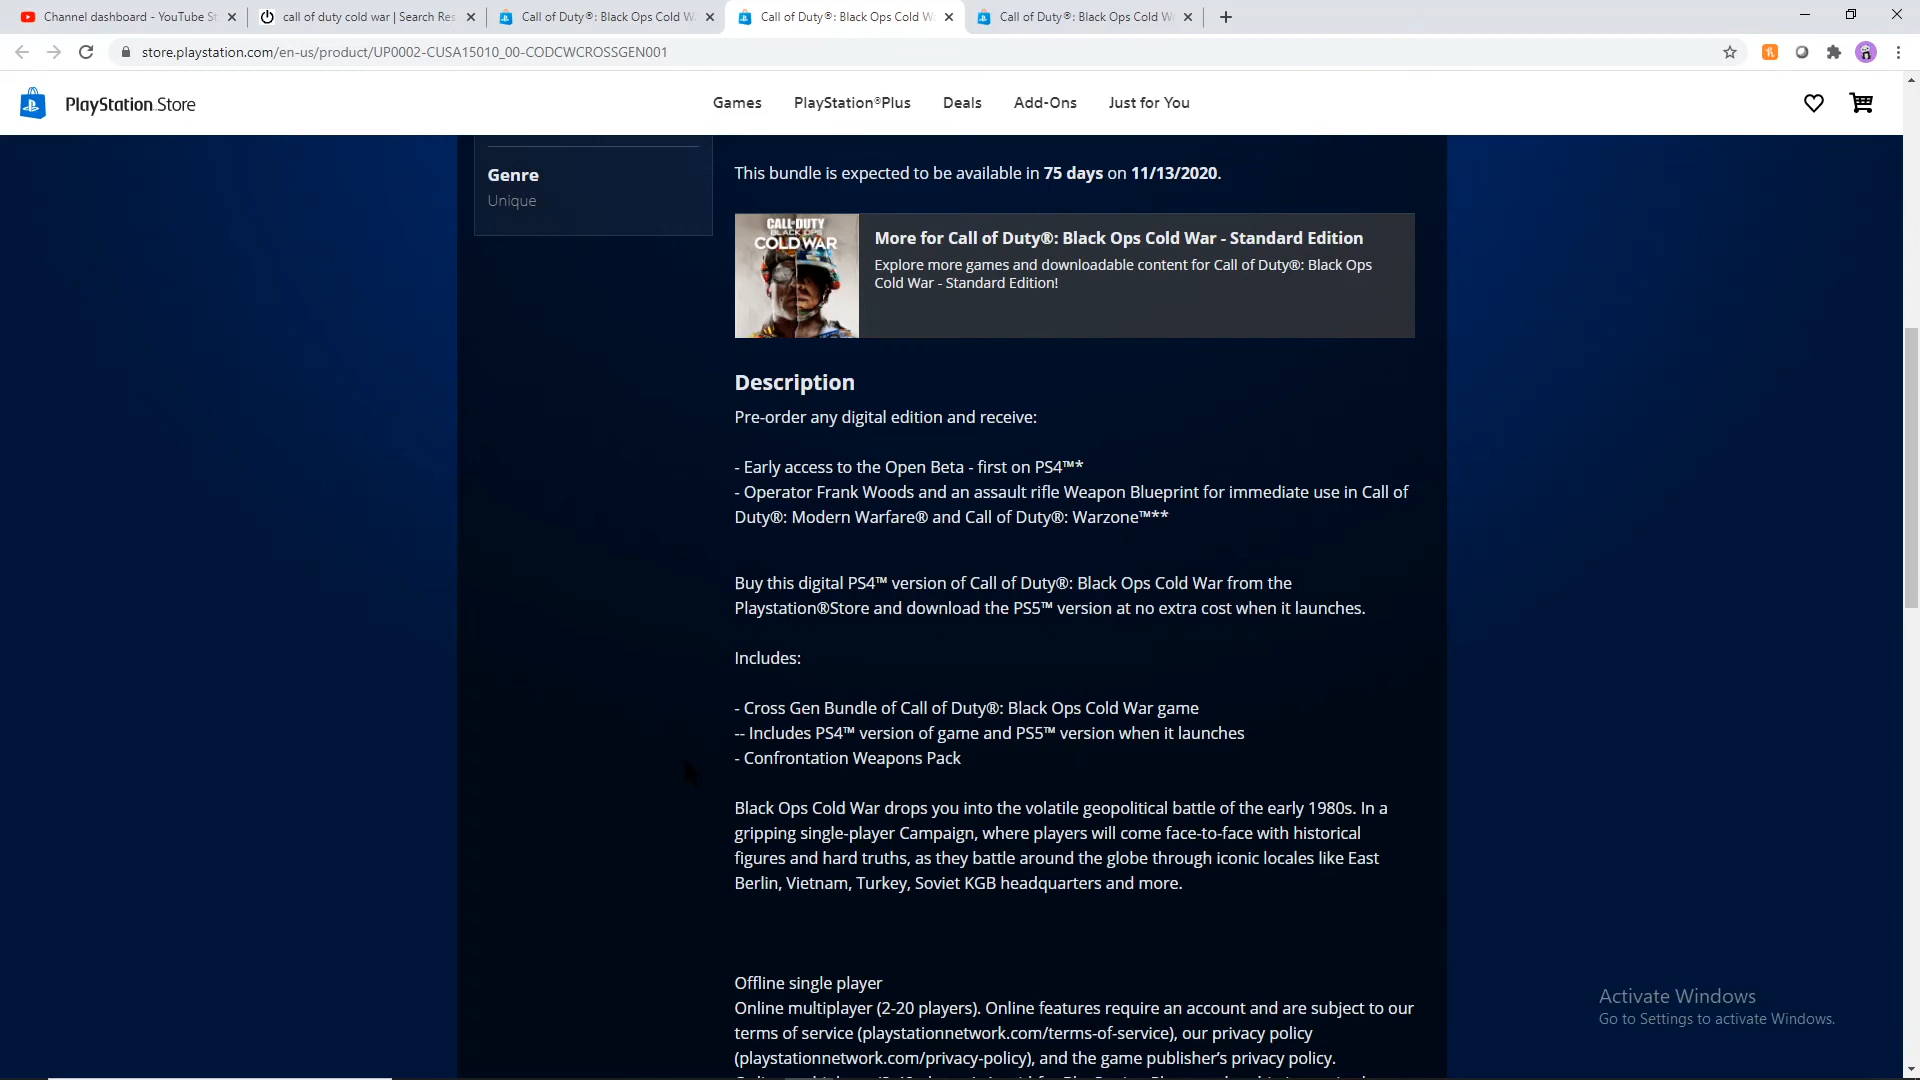 Channel dashboard - YouTube St
call of duty cold war | Search Res
Call of Duty®: Black Ops Cold W
Call of Duty®: Black Ops Cold W
Call of Duty®: Black Ops Cold W
store.playstation.com/en-us/product/UP0002-CUSA15010_00-CODCWCROSSGEN001
PlayStation Store
Games
PlayStation®Plus
Deals
Add-Ons
Just for You
Genre
Unique
This bundle is expected to be available in 75 days on 11/13/2020.
CALL OF DUTY
BLACK OPS
COLD WAR
More for Call of Duty®: Black Ops Cold War - Standard Edition
Explore more games and downloadable content for Call of Duty®: Black Ops
Cold War - Standard Edition!
Description
Pre-order any digital edition and receive:
- Early access to the Open Beta - first on PS4™*
- Operator Frank Woods and an assault rifle Weapon Blueprint for immediate use in Call of
Duty®: Modern Warfare® and Call of Duty®: Warzone™**
Buy this digital PS4™ version of Call of Duty®: Black Ops Cold War from the
Playstation®Store and download the PS5™ version at no extra cost when it launches.
Includes:
- Cross Gen Bundle of Call of Duty®: Black Ops Cold War game
-- Includes PS4™ version of game and PS5™ version when it launches
- Confrontation Weapons Pack
Black Ops Cold War drops you into the volatile geopolitical battle of the early 1980s. In a
gripping single-player Campaign, where players will come face-to-face with historical
figures and hard truths, as they battle around the globe through iconic locales like East
Berlin, Vietnam, Turkey, Soviet KGB headquarters and more.
Offline single player
Online multiplayer (2-20 players). Online features require an account and are subject to our
terms of service (playstationnetwork.com/terms-of-service), our privacy policy
(playstationnetwork.com/privacy-policy), and the game publisher's privacy policy.
Activate Windows
Go to Settings to activate Windows.